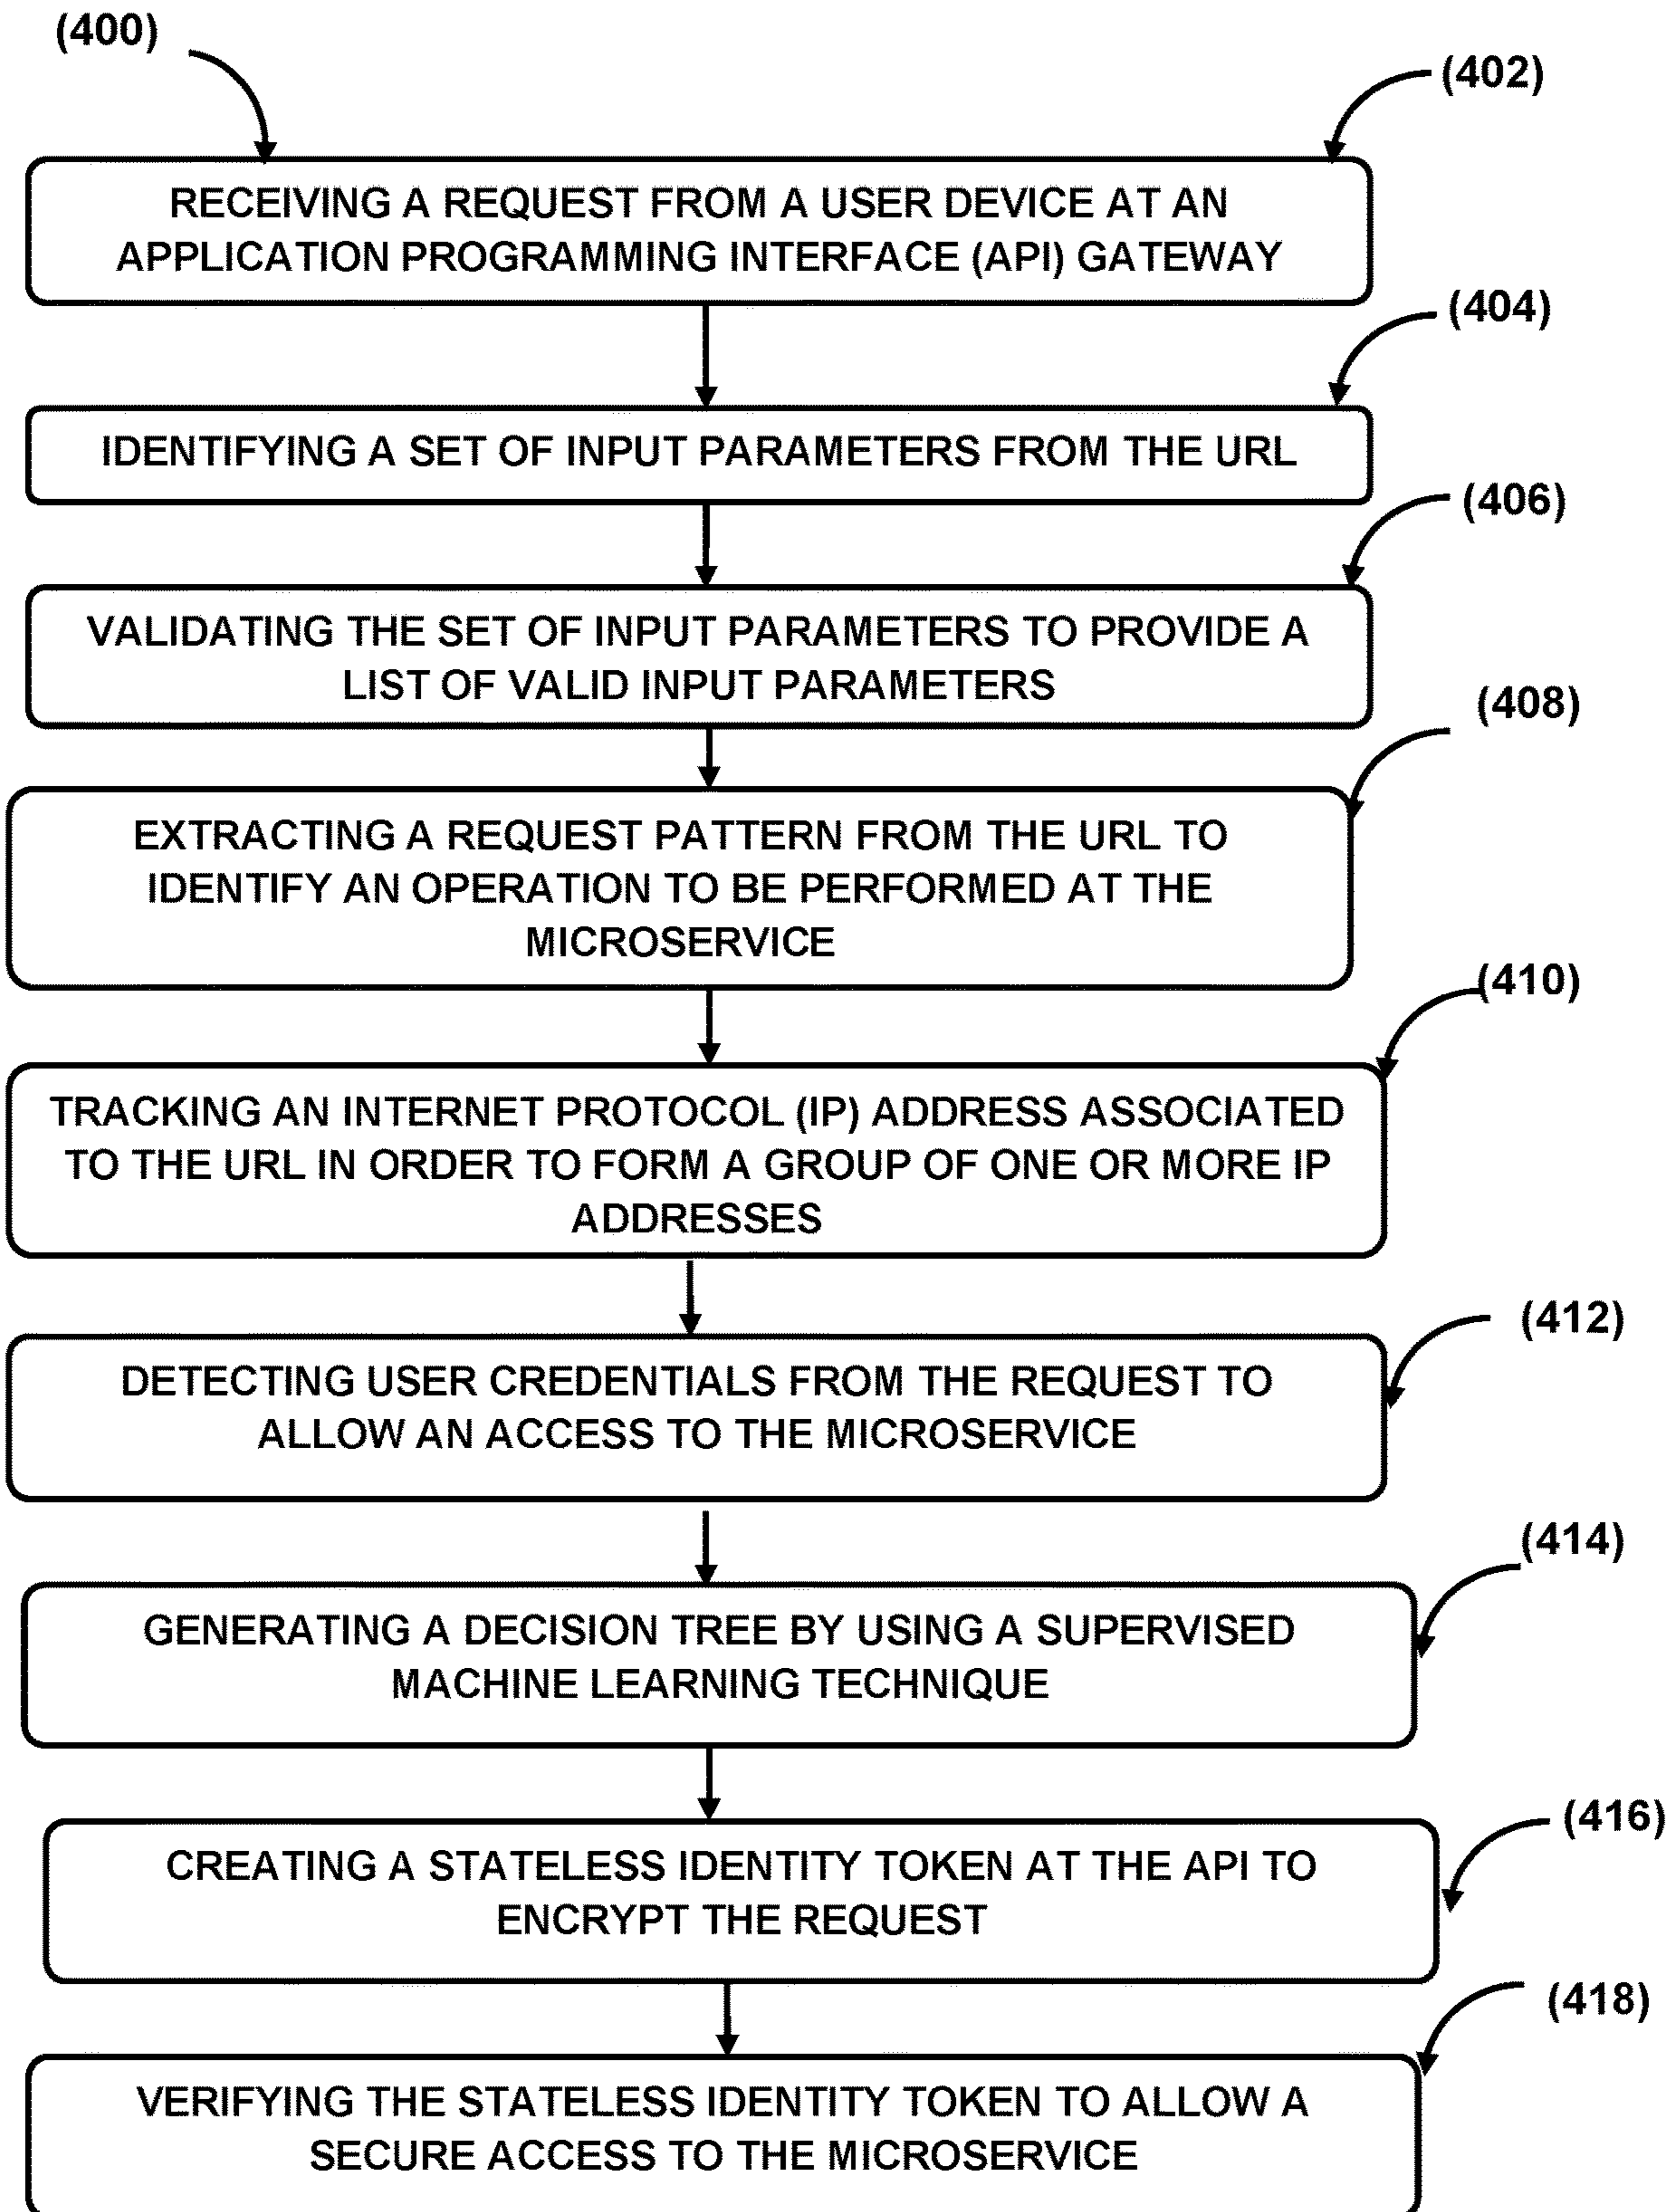 (400)
(402)
RECEIVING A REQUEST FROM A USER DEVICE AT AN
APPLICATION PROGRAMMING INTERFACE (API) GATEWAY
(404)
IDENTIFYING A SET OF INPUT PARAMETERS FROM THE URL
(406)
VALIDATING THE SET OF INPUT PARAMETERS TO PROVIDE A
LIST OF VALID INPUT PARAMETERS
(408)
EXTRACTING A REQUEST PATTERN FROM THE URL TO
IDENTIFY AN OPERATION TO BE PERFORMED AT THE
MICROSERVICE
(410)
TRACKING AN INTERNET PROTOCOL (IP) ADDRESS ASSOCIATED
TO THE URL IN ORDER TO FORM A GROUP OF ONE OR MORE IP
ADDRESSES
(412)
DETECTING USER CREDENTIALS FROM THE REQUEST TO
ALLOW AN ACCESS TO THE MICROSERVICE
(414)
GENERATING A DECISION TREE BY USING A SUPERVISED
MACHINE LEARNING TECHNIQUE
(416)
CREATING A STATELESS IDENTITY TOKEN AT THE API TO
ENCRYPT THE REQUEST
(418)
VERIFYING THE STATELESS IDENTITY TOKEN TO ALLOW A
SECURE ACCESS TO THE MICROSERVICE